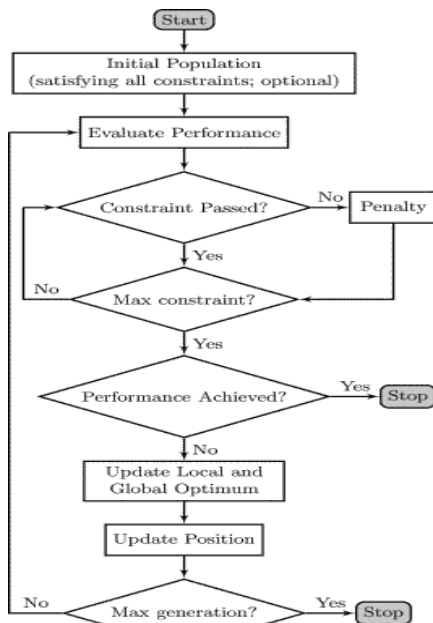 Start
Initial Population
(satisfying all constraints; optional)
Evaluate Performance
Constraint Passed?
No
Penalty
Yes
No
Max constraint?
Yes
Performance Achieved?
Yes
Stop
No
Update Local and
Global Optimum
Update Position
No
Max generation?
Yes
Stop